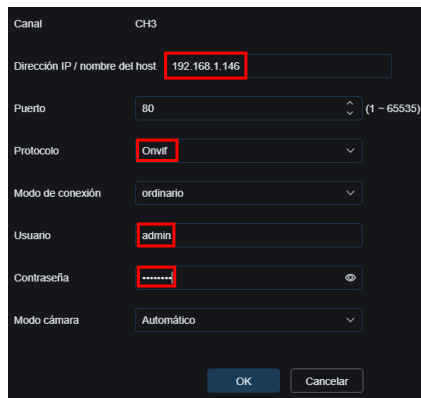 Canal CH3
Dirección IP / nombre del host 192.168.1.146
Puerto 80 (1 ~ 65535)
Protocolo Onvif
Modo de conexión ordinario
Usuario admin
Contraseña ••••••••
Modo cámara Automático
OK Cancelar